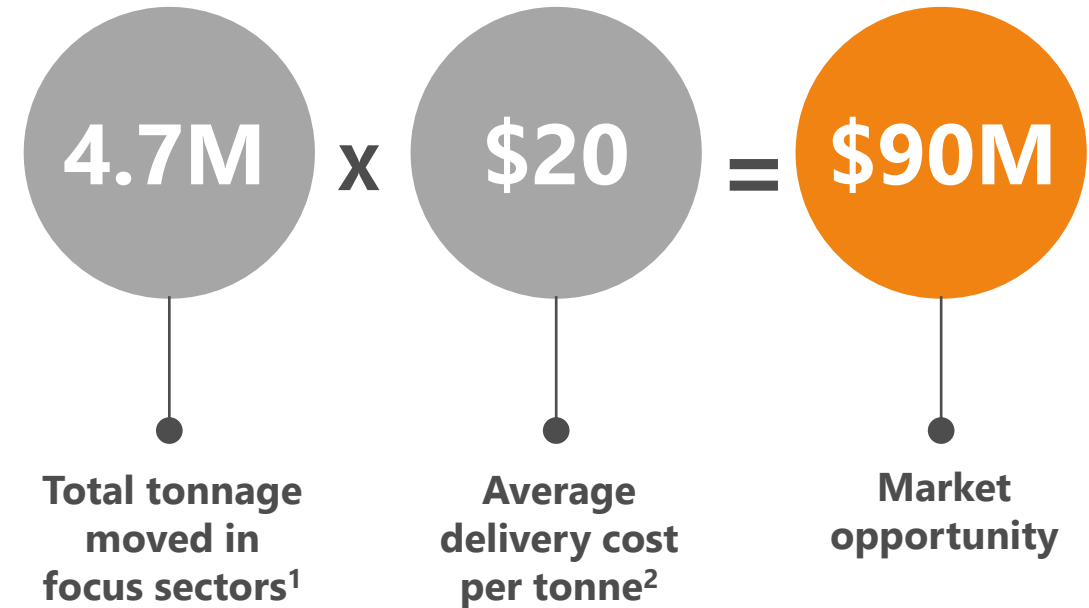 4.7M x $20 = $90M
Total tonnage
moved in
focus sectors¹
Average
delivery cost
per tonne²
Market
opportunity